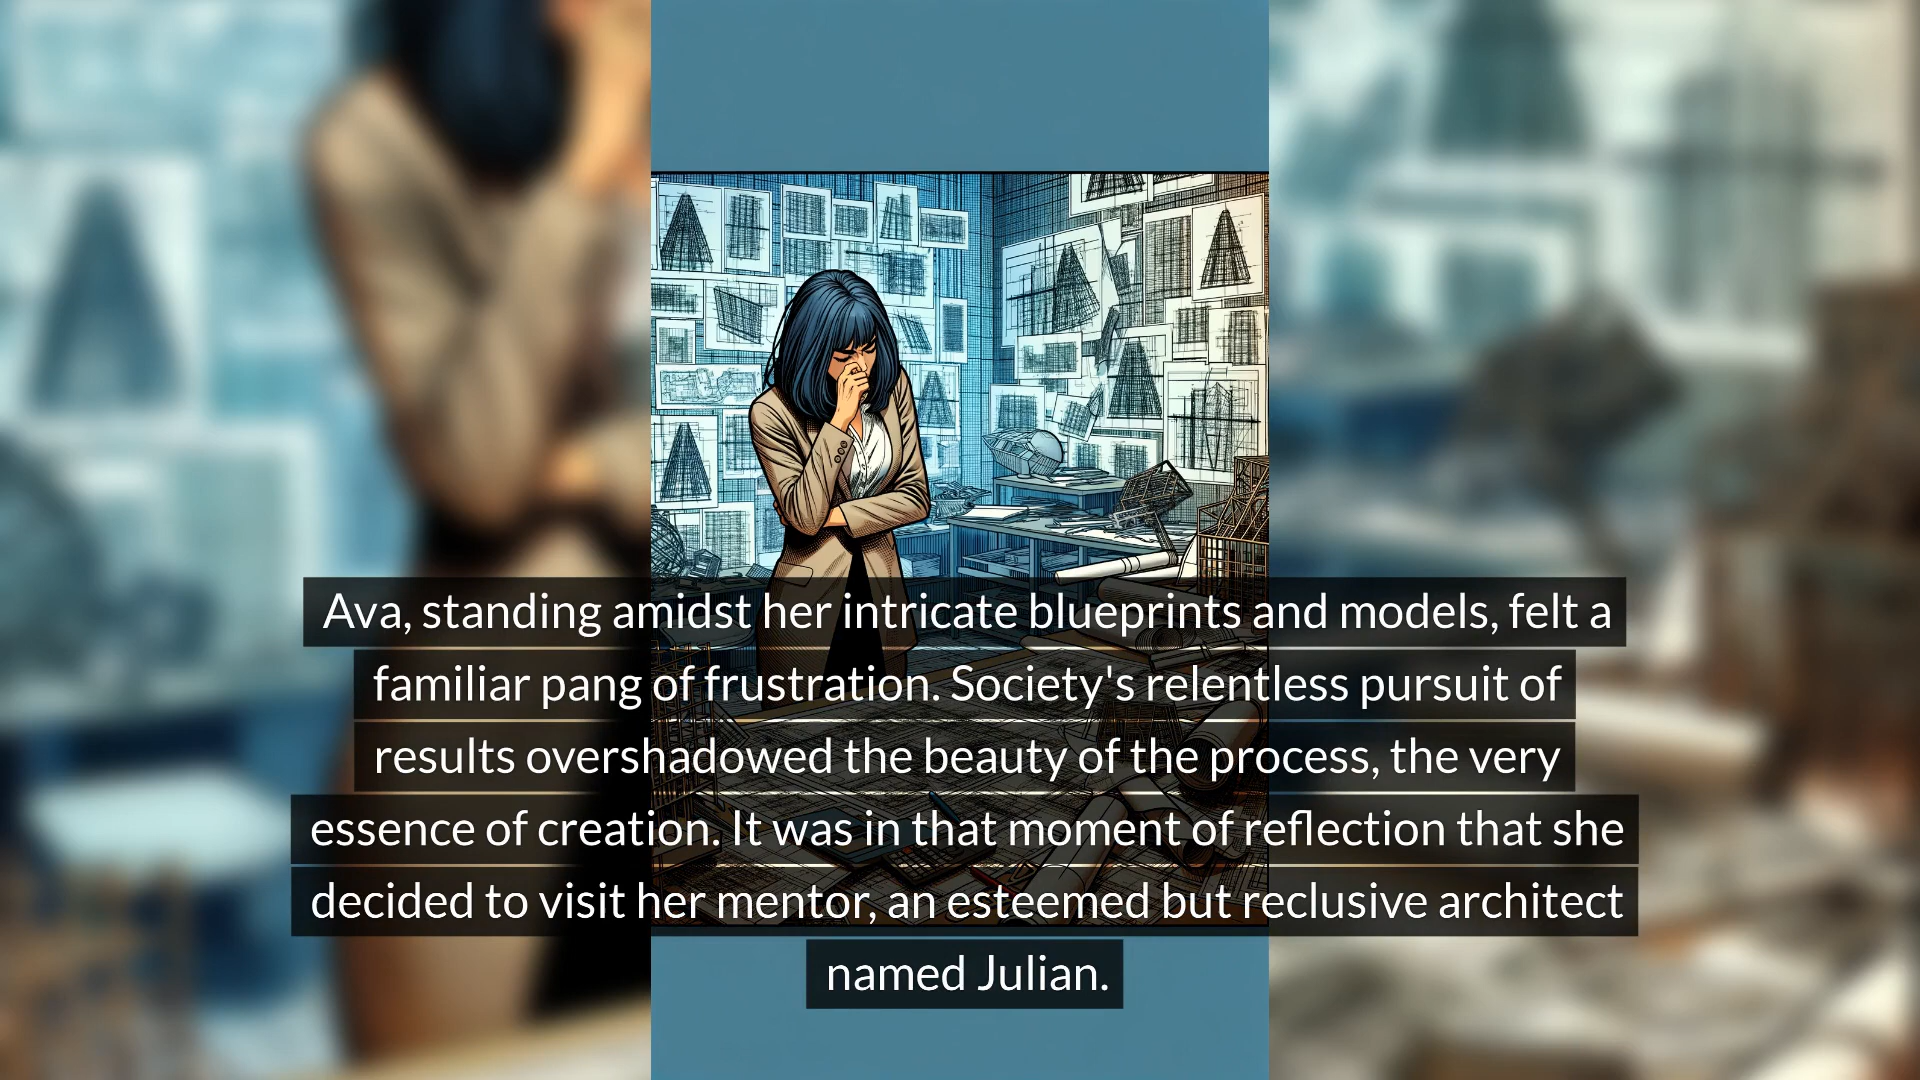 Ava, standing amidst her intricate blueprints and models, felt a
familiar pang of frustration. Society's relentless pursuit of
results overshadowed the beauty of the process, the very
essence of creation. It was in that moment of reflection that she
decided to visit her mentor, an esteemed but reclusive architect
named Julian.